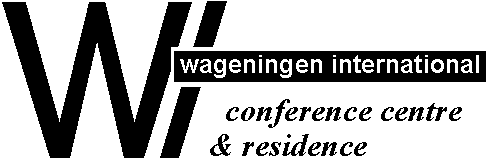 WI
wageningen international
conference centre
& residence